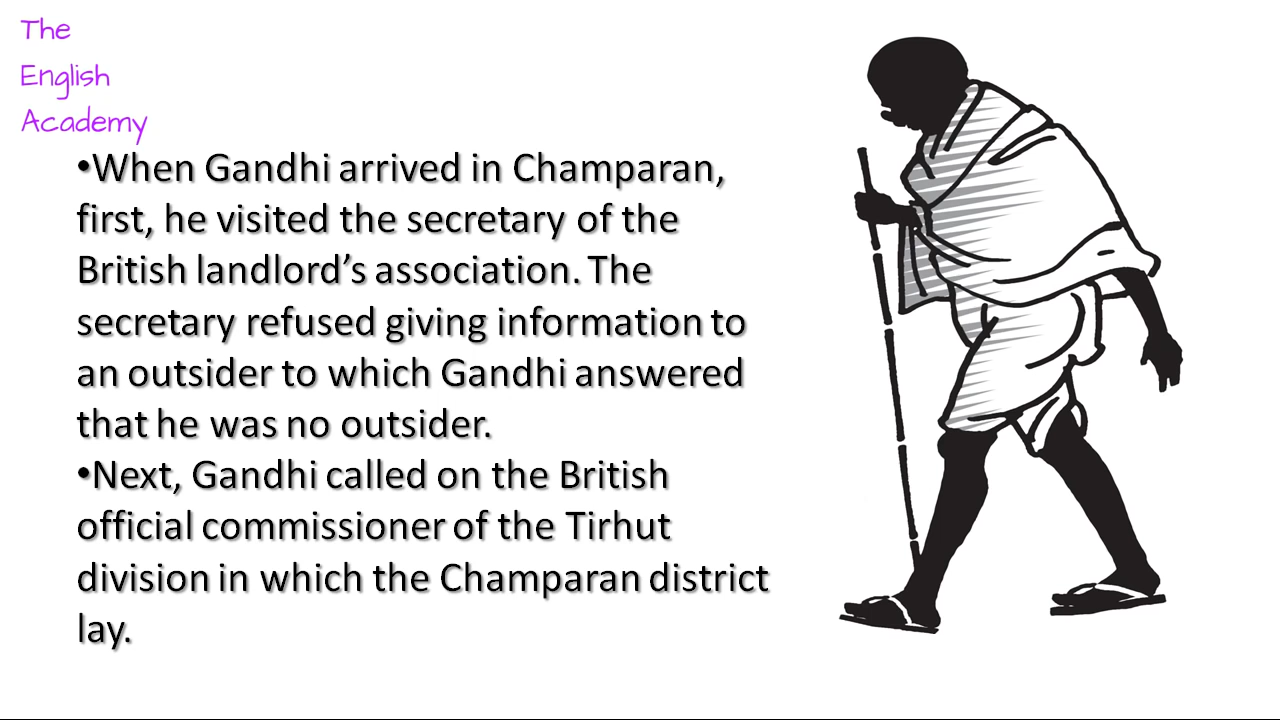 The
English
Academy
•When Gandhi arrived in Champaran,
first, he visited the secretary of the
British landlord’s association. The
secretary refused giving information to
an outsider to which Gandhi answered
that he was no outsider.
•Next, Gandhi called on the British
official commissioner of the Tirhut
division in which the Champaran district
lay.